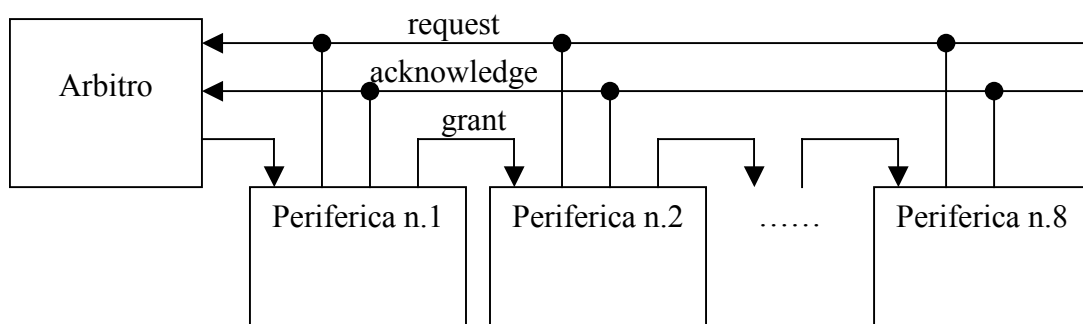 request
Arbitro
acknowledge
grant
Periferica n.1
Periferica n.2
……
Periferica n.8